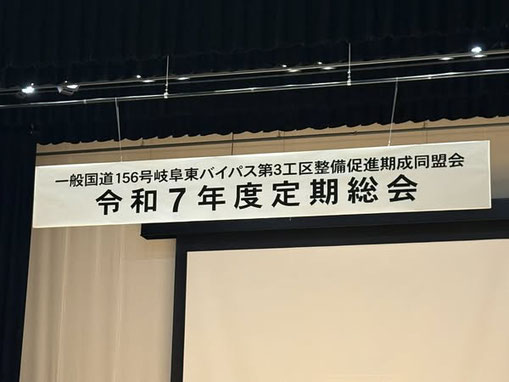 一般国道156号岐阜東バイパス第3工区整備促進期成同盟会
令和7年度定期総会